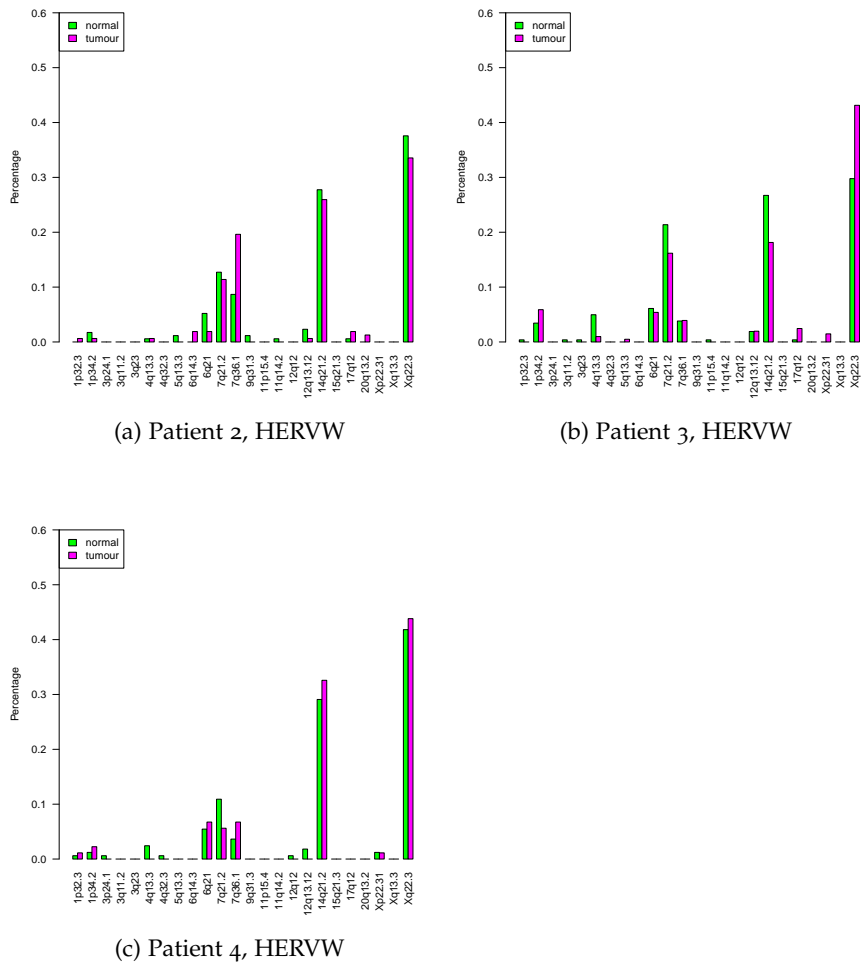 0.6
0.5
0.4
0.3
0.2
0.1
0.0
Percentage
normal
tumour
1p32.3
1p34.2
3p24.1
3q11.2
3q23
4q13.3
4q32.3
5q13.3
6q14.3
6q21
7q21.2
7q36.1
9q31.3
11p15.4
11q14.2
12q12
12q13.12
14q21.2
15q21.3
17q12
20q13.2
Xp22.31
Xq13.3
Xq22.3
(a) Patient 2, HERVW
0.6
0.5
0.4
0.3
0.2
0.1
0.0
Percentage
normal
tumour
1p32.3
1p34.2
3p24.1
3q11.2
3q23
4q13.3
4q32.3
5q13.3
6q14.3
6q21
7q21.2
7q36.1
9q31.3
11p15.4
11q14.2
12q12
12q13.12
14q21.2
15q21.3
17q12
20q13.2
Xp22.31
Xq13.3
Xq22.3
(b) Patient 3, HERVW
0.6
0.5
0.4
0.3
0.2
0.1
0.0
Percentage
normal
tumour
1p32.3
1p34.2
3p24.1
3q11.2
3q23
4q13.3
4q32.3
5q13.3
6q14.3
6q21
7q21.2
7q36.1
9q31.3
11p15.4
11q14.2
12q12
12q13.12
14q21.2
15q21.3
17q12
20q13.2
Xp22.31
Xq13.3
Xq22.3
(c) Patient 4, HERVW